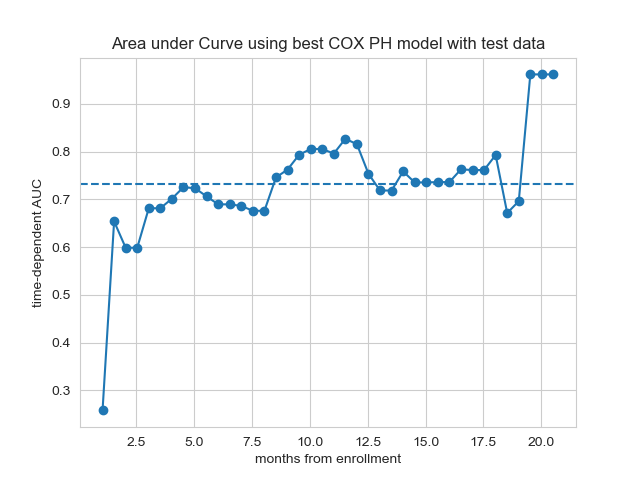 Area under Curve using best COX PH model with test data
time-dependent AUC
0.9
0.8
0.7
0.6
0.5
0.4
0.3
2.5 5.0 7.5 10.0 12.5 15.0 17.5 20.0
months from enrollment